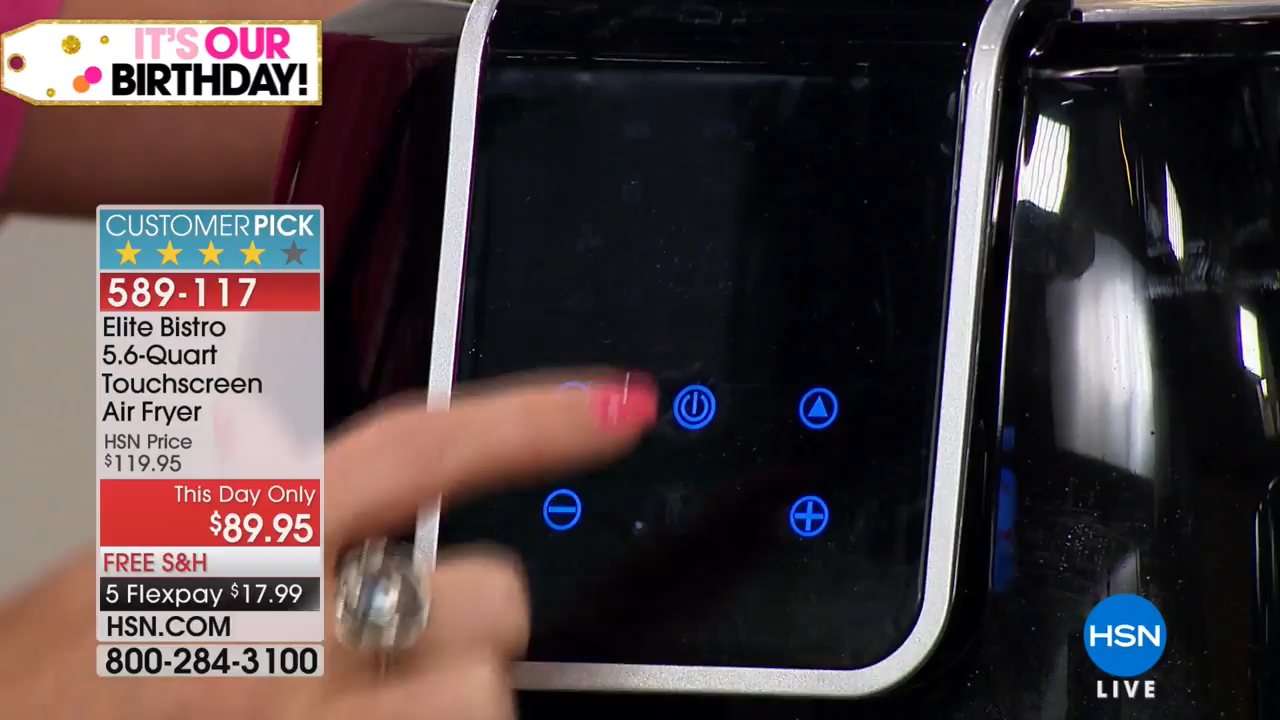 IT'S OUR
BIRTHDAY!
CUSTOMER PICK
589-117
Elite Bistro
5.6-Quart
Touchscreen
Air Fryer
HSN Price
$119.95
This Day Only
$89.95
FREE S&H
5 Flexpay $17.99
HSN.COM
800-284-3100
HSN
LIVE